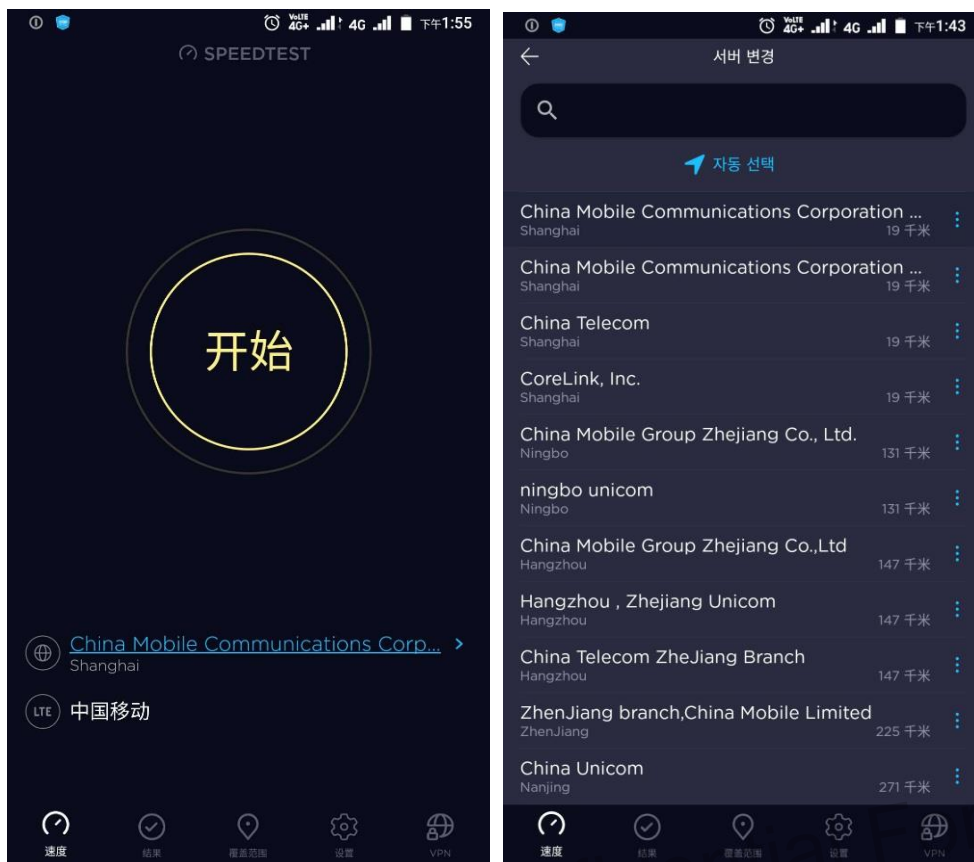 VoLTE
4G+ 4G 下午1:55
SPEEDTEST
开始
China Mobile Communications Corp... >
Shanghai
LTE 中国移动
速度 结果 覆盖范围 设置 VPN
VoLTE
4G+ 4G 下午1:43
서버 변경
자동 선택
China Mobile Communications Corporation ...
Shanghai 19 千米
China Mobile Communications Corporation ...
Shanghai 19 千米
China Telecom
Shanghai 19 千米
CoreLink, Inc.
Shanghai 19 千米
China Mobile Group Zhejiang Co., Ltd.
Ningbo 131 千米
ningbo unicom
Ningbo 131 千米
China Mobile Group Zhejiang Co.,Ltd
Hangzhou 147 千米
Hangzhou , Zhejiang Unicom
Hangzhou 147 千米
China Telecom ZheJiang Branch
Hangzhou 147 千米
ZhenJiang branch,China Mobile Limited
ZhenJiang 225 千米
China Unicom
Nanjing 271 千米
速度 结果 覆盖范围 设置 VPN